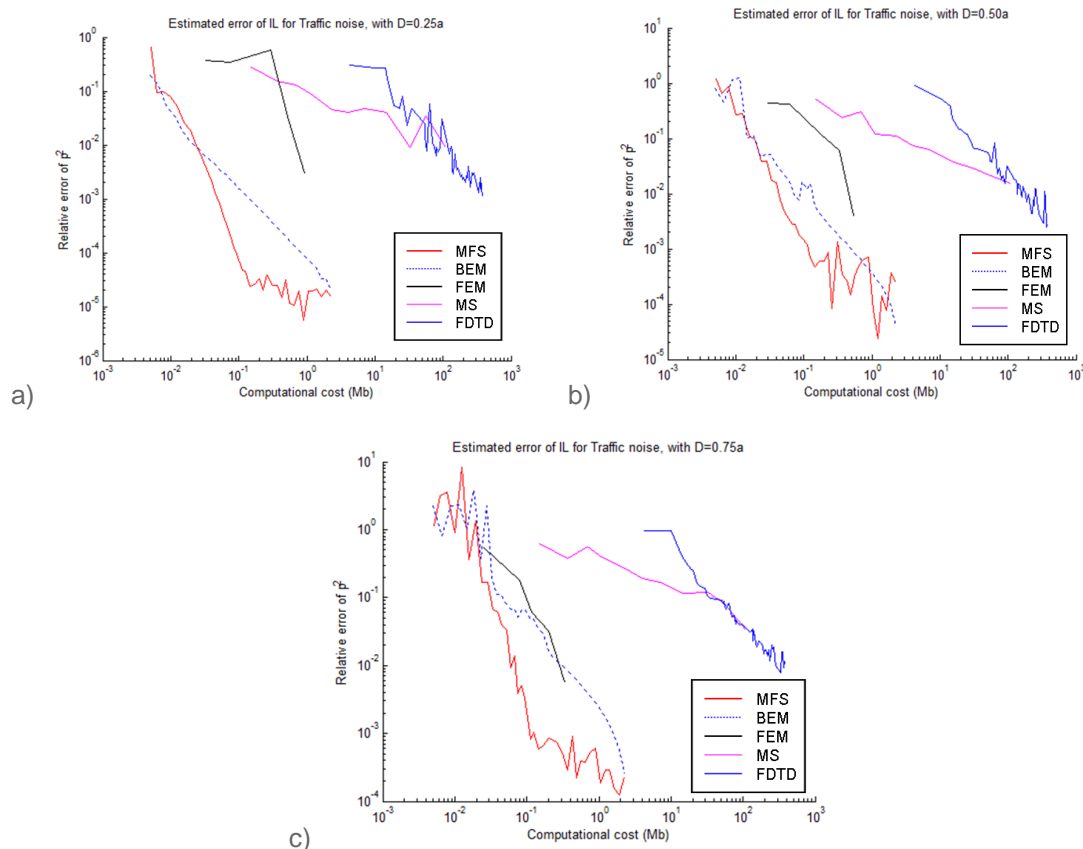 Estimated error of IL for Traffic noise, with D=0.25a
10^1
10^0
10^-1
10^-2
10^-3
10^-4
10^-5
10^-6
Relative error of p^2
MFS
BEM
FEM
MS
FDTD
10^-3 10^-2 10^-1 10^0 10^1 10^2 10^3
Computational cost (Mb)
a)
Estimated error of IL for Traffic noise, with D=0.50a
10^1
10^0
10^-1
10^-2
10^-3
10^-4
10^-5
Relative error of p^2
MFS
BEM
FEM
MS
FDTD
10^-3 10^-2 10^-1 10^0 10^1 10^2 10^3
Computational cost (Mb)
b)
Estimated error of IL for Traffic noise, with D=0.75a
10^1
10^0
10^-1
10^-2
10^-3
10^-4
Relative error of p^2
MFS
BEM
FEM
MS
FDTD
10^-3 10^-2 10^-1 10^0 10^1 10^2 10^3
Computational cost (Mb)
c)